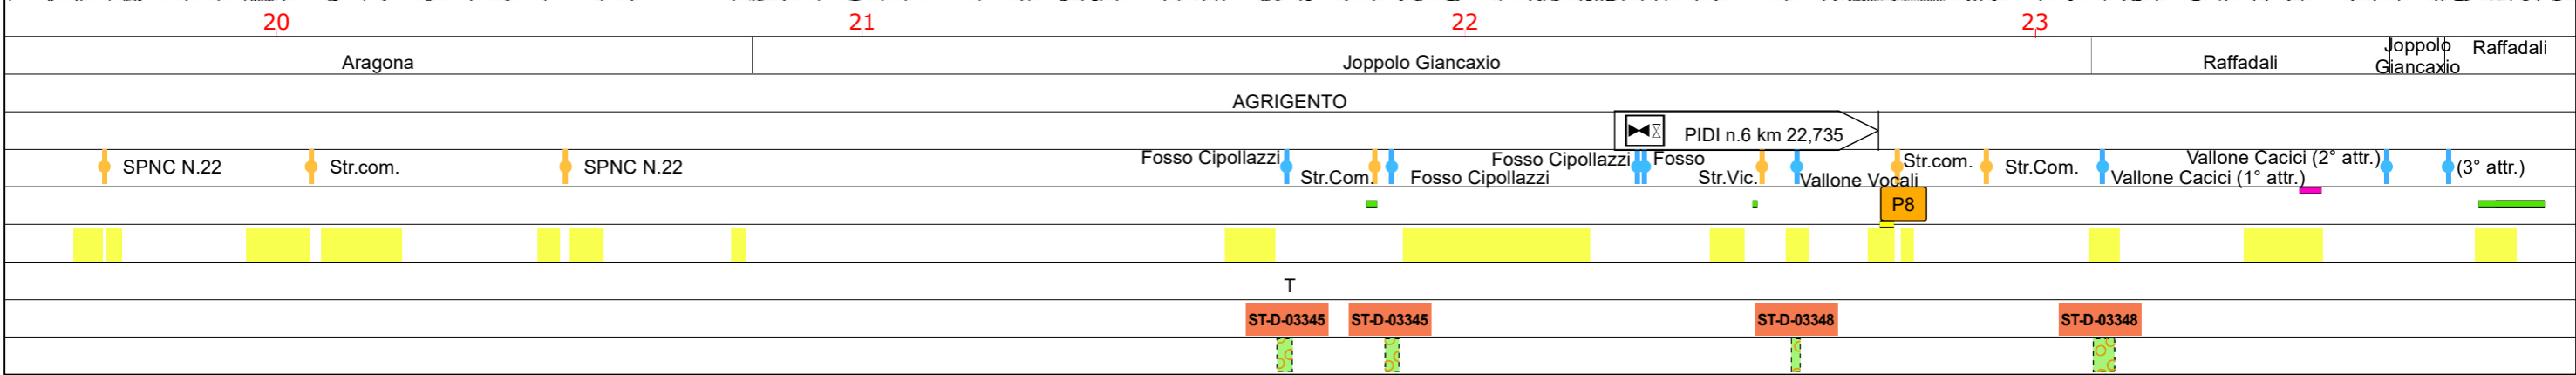 20 21 22 23
Aragona Joppolo Giancaxio Raffadali Joppolo Giancaxio Raffadali
AGRIGENTO
PIDI n.6 km 22,735
SPNC N.22 Str.com. SPNC N.22 Fosso Cipollazzi Str.Com. Fosso Cipollazzi Fosso Cipollazzi Fosso Str.Vic. Vallone Vocali Str.com. Str.Com. Vallone Cacici (1° attr.) Vallone Cacici (2° attr.) (3° attr.)
P8
T
ST-D-03345 ST-D-03345 ST-D-03348 ST-D-03348